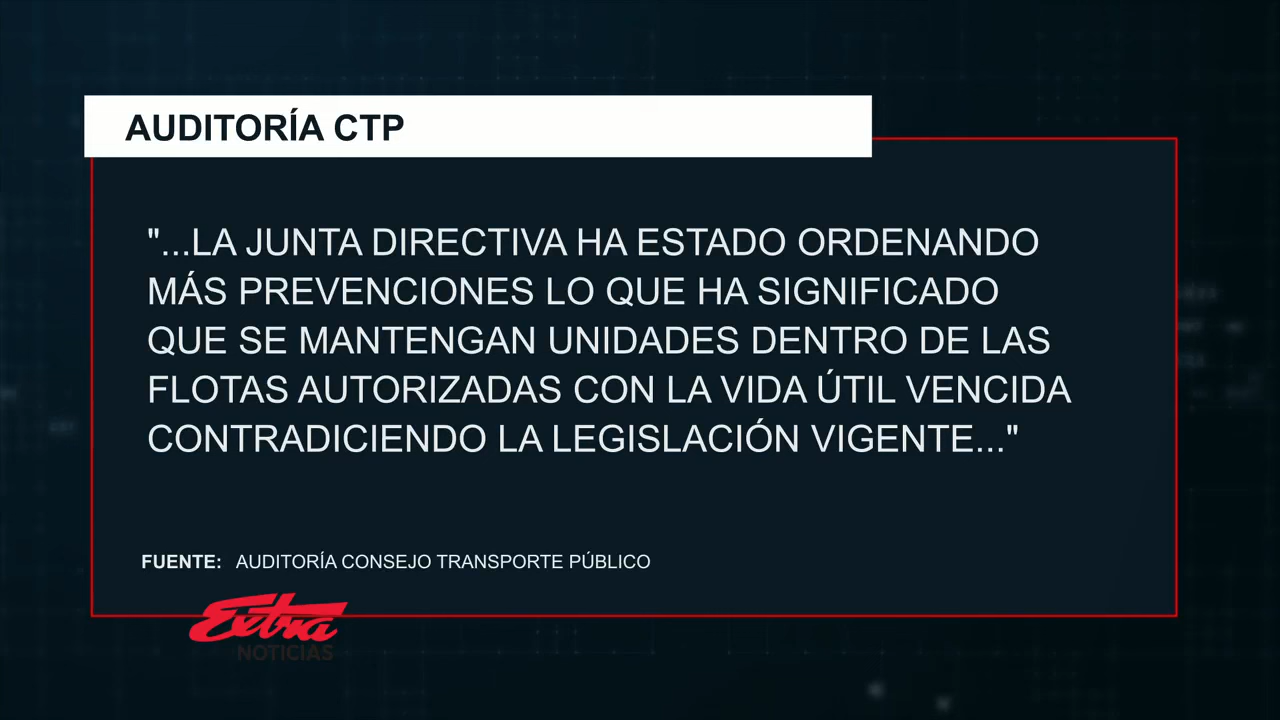 AUDITORÍA CTP
"...LA JUNTA DIRECTIVA HA ESTADO ORDENANDO
MÁS PREVENCIONES LO QUE HA SIGNIFICADO
QUE SE MANTENGAN UNIDADES DENTRO DE LAS
FLOTAS AUTORIZADAS CON LA VIDA ÚTIL VENCIDA
CONTRADICIENDO LA LEGISLACIÓN VIGENTE..."
FUENTE: AUDITORÍA CONSEJO TRANSPORTE PÚBLICO
Extra
NOTICIAS